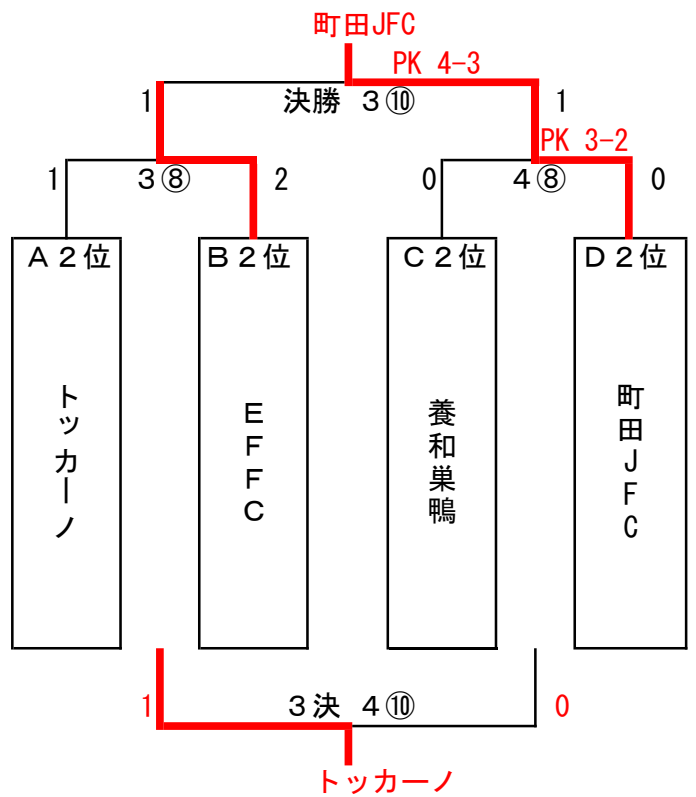 町田JFC
PK 4-3
1
決勝 3⑩
1
PK 3-2
1
3⑧
2
0
4⑧
0
A2位
B2位
C2位
D2位
トッカーノ
EFFC
養和巣鴨
町田JFC
1
3決 4⑩
0
トッカーノ